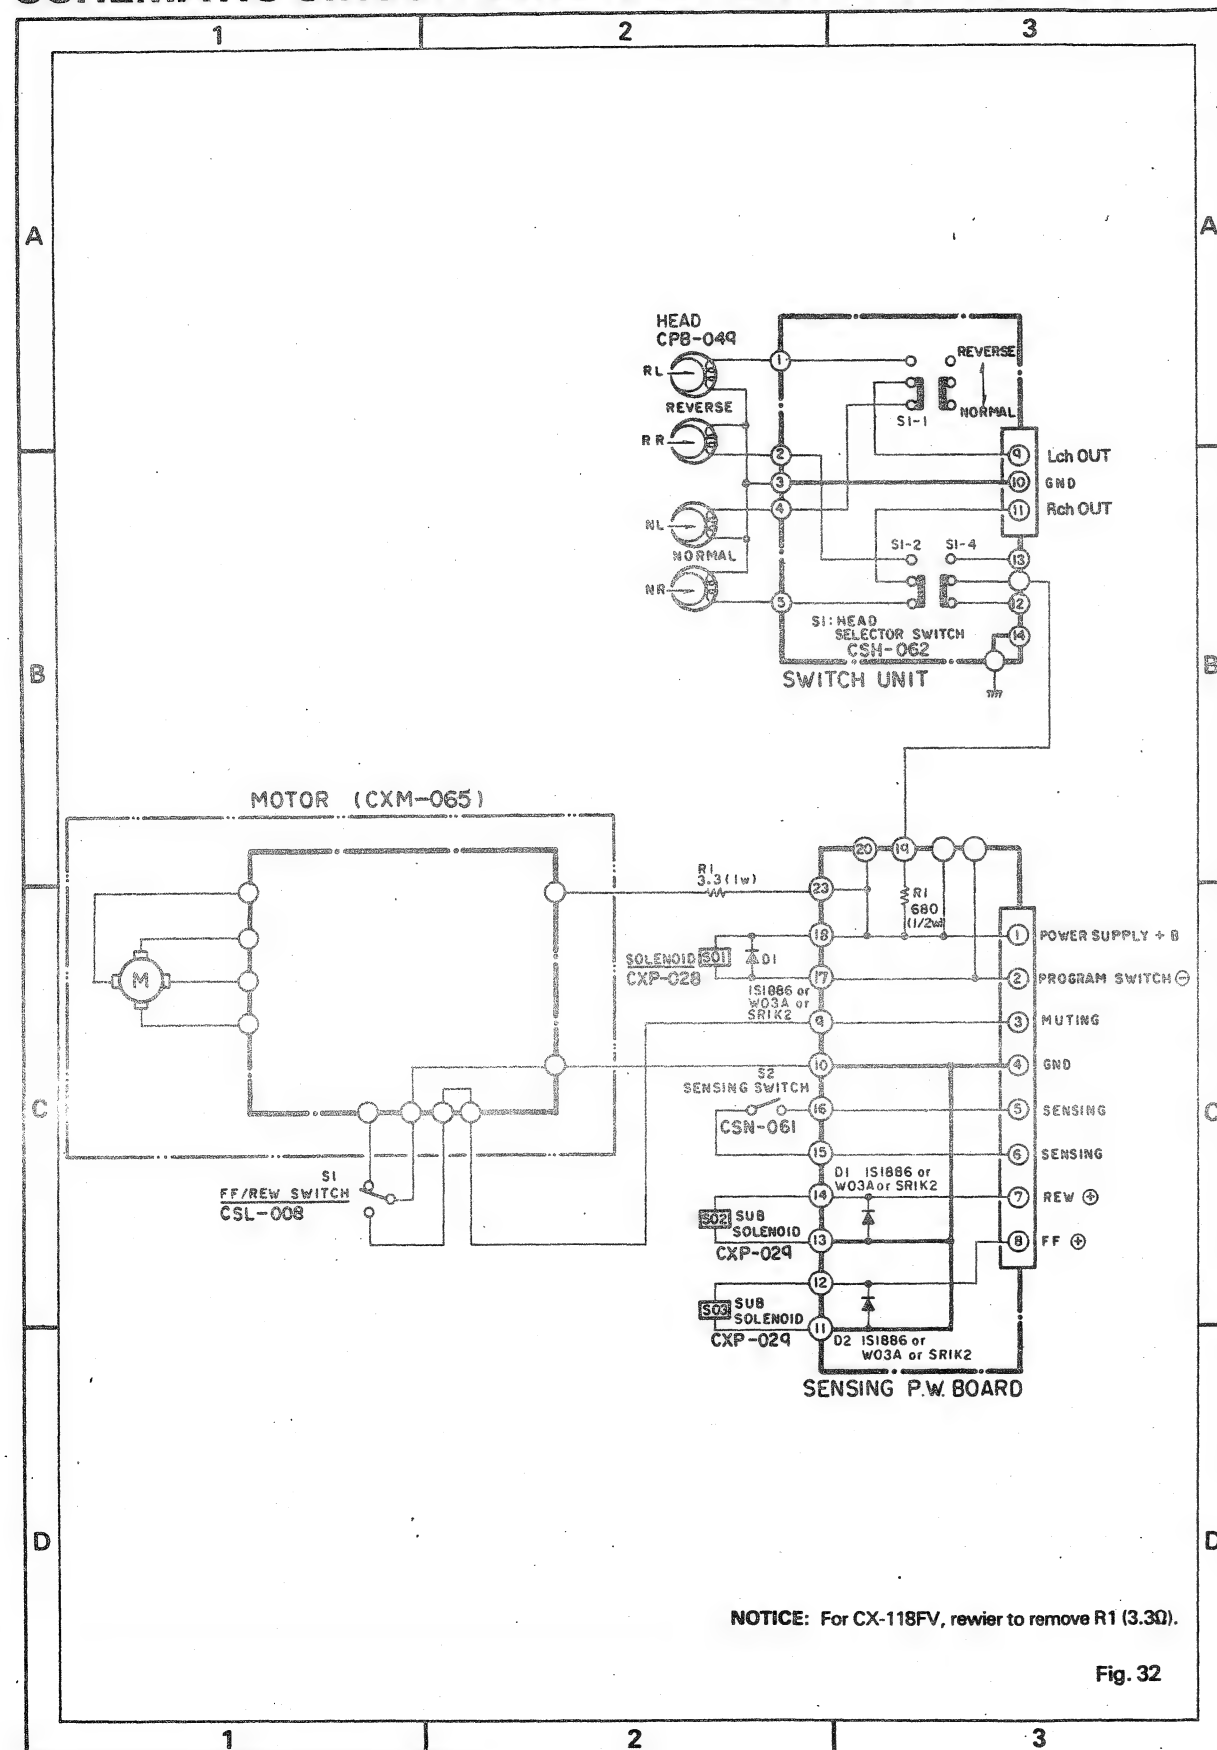 1 2 3
A A
HEAD
CPB-049
RL
REVERSE
RR
NL
NORMAL
NR
1
2
3
4
5
REVERSE
NORMAL
S1-1
9 Lch OUT
10 GND
11 Rch OUT
S1-2 S1-4
13
12
14
S1: HEAD
SELECTOR SWITCH
CSH-062
SWITCH UNIT
B B
MOTOR (CXM-065)
M
R1
3.3 (1w)
20 19
23
R1
680
(1/2w)
18
17
SOLENOID S01
CXP-028
D1
IS1886 or
W03A or
SR1K2
9
10
S2
SENSING SWITCH
CSN-061
16
15
1 POWER SUPPLY + B
2 PROGRAM SWITCH ⊖
3 MUTING
4 GND
5 SENSING
6 SENSING
7 REW ⊕
8 FF ⊕
C C
S1
FF/REW SWITCH
CSL-008
D1 IS1886 or
W03A or SR1K2
14
13
S02 SUB
SOLENOID
CXP-029
12
11
S03 SUB
SOLENOID
CXP-029
D2 IS1886 or
W03A or SR1K2
SENSING P.W. BOARD
D D
NOTICE: For CX-118FV, rewier to remove R1 (3.3Ω).
Fig. 32
1 2 3